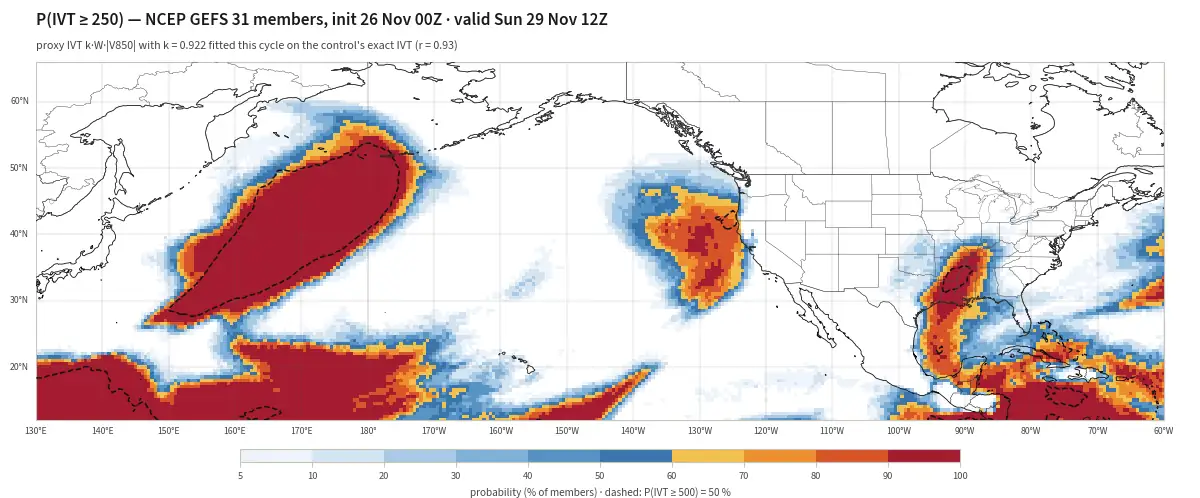 P(IVT ≥ 250) — NCEP GEFS 31 members, init 26 Nov 00Z · valid Sun 29 Nov 12Z
proxy IVT k·W·|V850| with k = 0.922 fitted this cycle on the control's exact IVT (r = 0.93)
60°N
50°N
40°N
30°N
20°N
130°E 140°E 150°E 160°E 170°E 180° 170°W 160°W 150°W 140°W 130°W 120°W 110°W 100°W 90°W 80°W 70°W 60°W
5 10 20 30 40 50 60 70 80 90 100
probability (% of members) · dashed: P(IVT ≥ 500) = 50 %